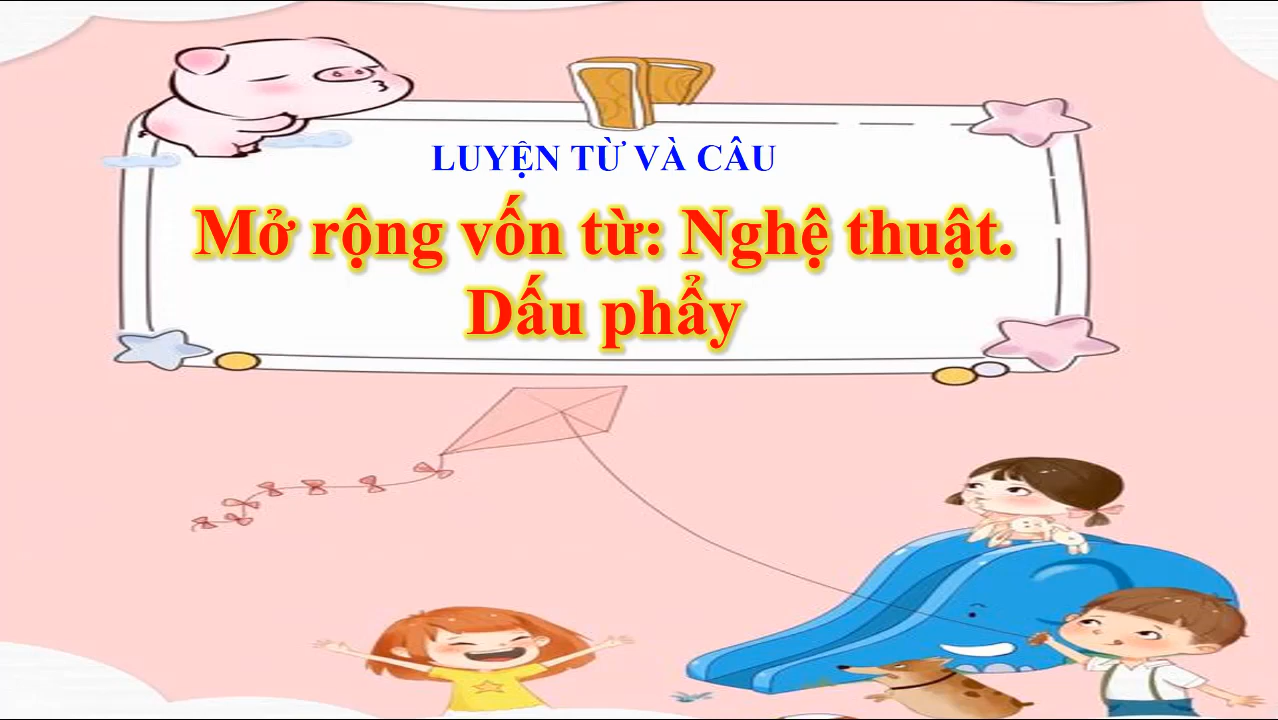 LUYỆN TỪ VÀ CÂU
Mở rộng vốn từ: Nghệ thuật.
Dấu phẩy